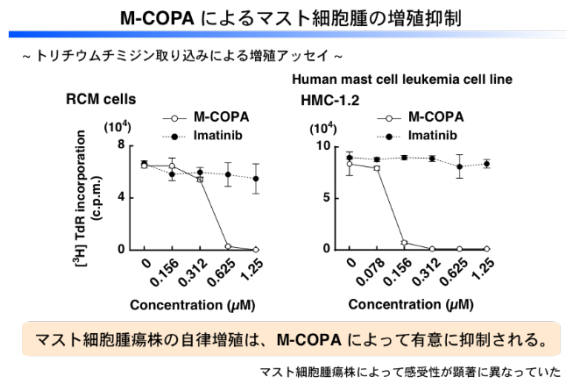 M-COPA によるマスト細胞腫の増殖抑制
~ トリチウムチミジン取り込みによる増殖アッセイ ~
Human mast cell leukemia cell line
RCM cells
HMC-1.2
M-COPA
Imatinib
M-COPA
Imatinib
(10⁴)
(10⁴)
[³H] TdR incorporation
(c.p.m.)
8
4
0
10
5
0
0
0.156
0.312
0.625
1.25
0
0.078
0.156
0.312
0.625
1.25
Concentration (μM)
Concentration (μM)
マスト細胞腫瘍株の自律増殖は、M-COPA によって有意に抑制される。
マスト細胞腫瘍株によって感受性が顕著に異なっていた